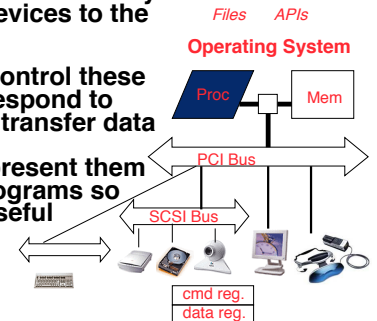 evices to the
ontrol these
espond to
transfer data
resent them
ograms so
seful
Files APIs
Operating System
Proc
Mem
PCI Bus
SCSI Bus
cmd reg.
data reg.